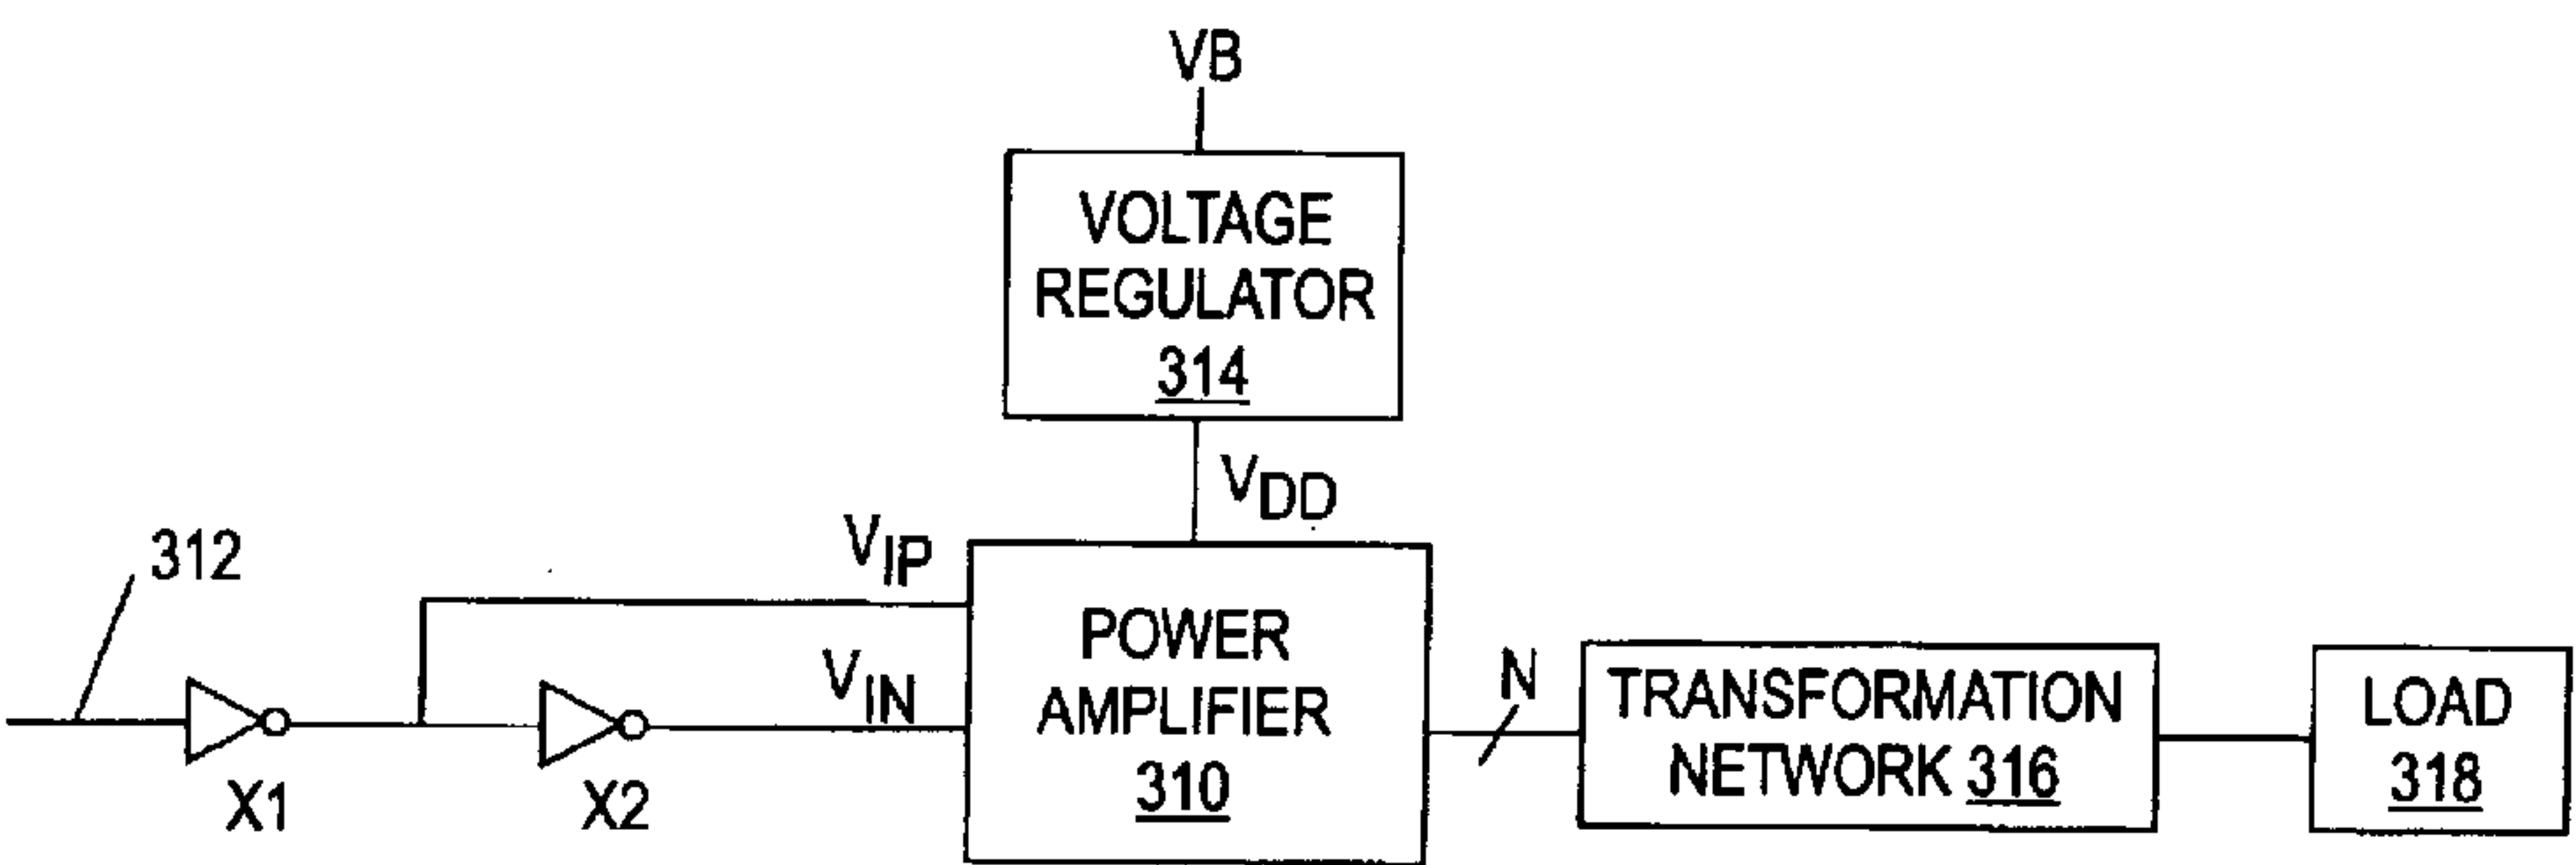 VB
VOLTAGE
REGULATOR
314
VDD
312
VIP
VIN
X1
X2
POWER
AMPLIFIER
310
N
TRANSFORMATION
NETWORK 316
LOAD
318